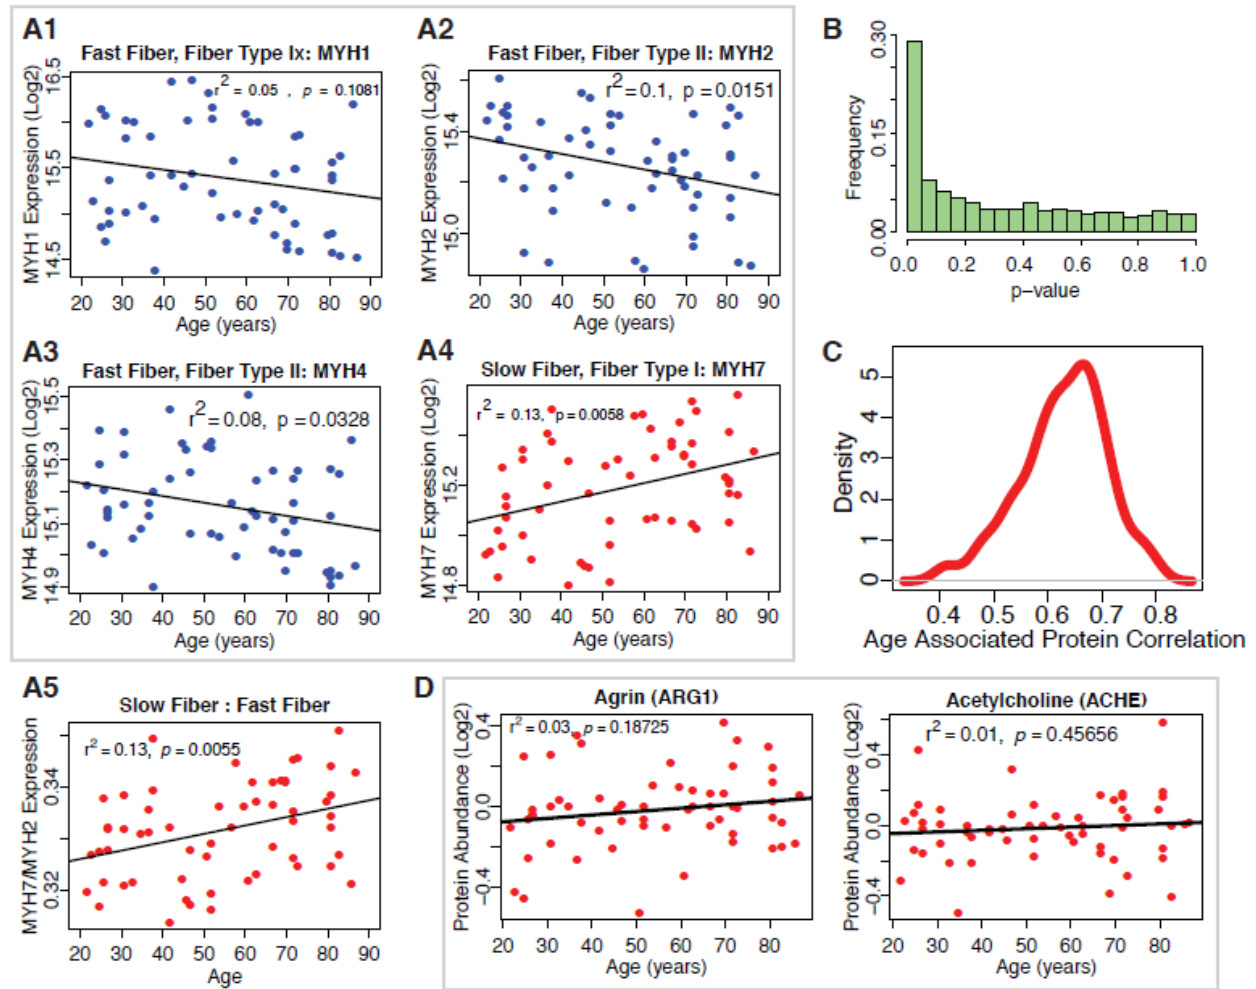 A1
Fast Fiber, Fiber Type Ix: MYH1
r2 = 0.05 , p = 0.1081
MYH1 Expression (Log2)
16.5
15.5
14.5
20 30 40 50 60 70 80 90
Age (years)
A2
Fast Fiber, Fiber Type II: MYH2
r2=0.1, p=0.0151
MYH2 Expression (Log2)
15.4
15.0
20 30 40 50 60 70 80 90
Age (years)
B
Freequency
0.30
0.15
0.00
0.0 0.2 0.4 0.6 0.8 1.0
p-value
A3
Fast Fiber, Fiber Type II: MYH4
r2=0.08, p=0.0328
MYH4 Expression (Log2)
15.5
15.3
15.1
14.9
20 30 40 50 60 70 80 90
Age (years)
A4
Slow Fiber, Fiber Type I: MYH7
r2 = 0.13, p=0.0058
MYH7 Expression (Log2)
15.2
14.8
20 30 40 50 60 70 80 90
Age (years)
C
Density
5
4
3
2
1
0
0.4 0.5 0.6 0.7 0.8
Age Associated Protein Correlation
A5
Slow Fiber : Fast Fiber
r2=0.13, p=0.0055
MYH7/MYH2 Expression
0.34
0.32
20 30 40 50 60 70 80 90
Age
D
Agrin (ARG1)
r2=0.03, p=0.18725
Protein Abundance (Log2)
0.4
0.0
−0.4
20 30 40 50 60 70 80
Age (years)
Acetylcholine (ACHE)
r2=0.01, p=0.45656
Protein Abundance (Log2)
0.4
0.0
−0.4
20 30 40 50 60 70 80
Age (years)